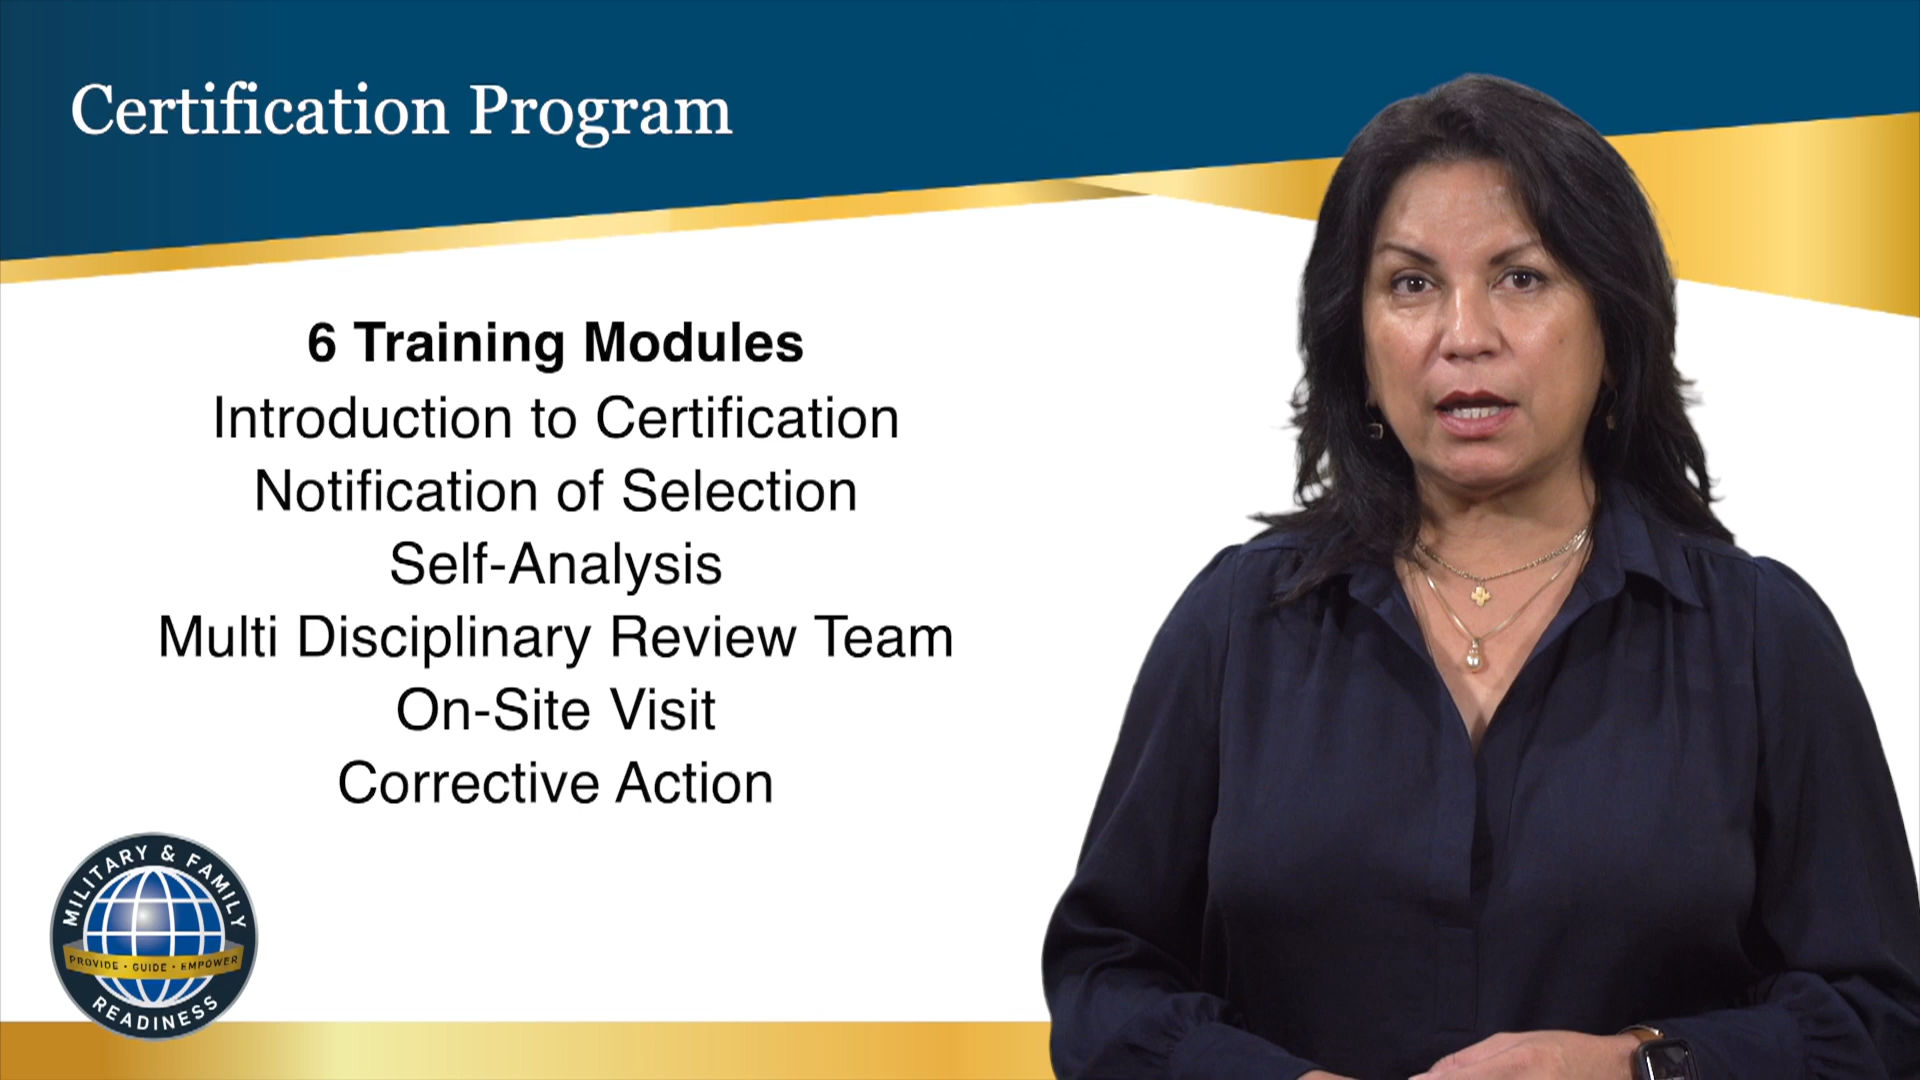 Certification Program
6 Training Modules
Introduction to Certification
Notification of Selection
Self-Analysis
Multi Disciplinary Review Team
On-Site Visit
Corrective Action
MILITARY & FAMILY
PROVIDE • GUIDE • EMPOWER
READINESS